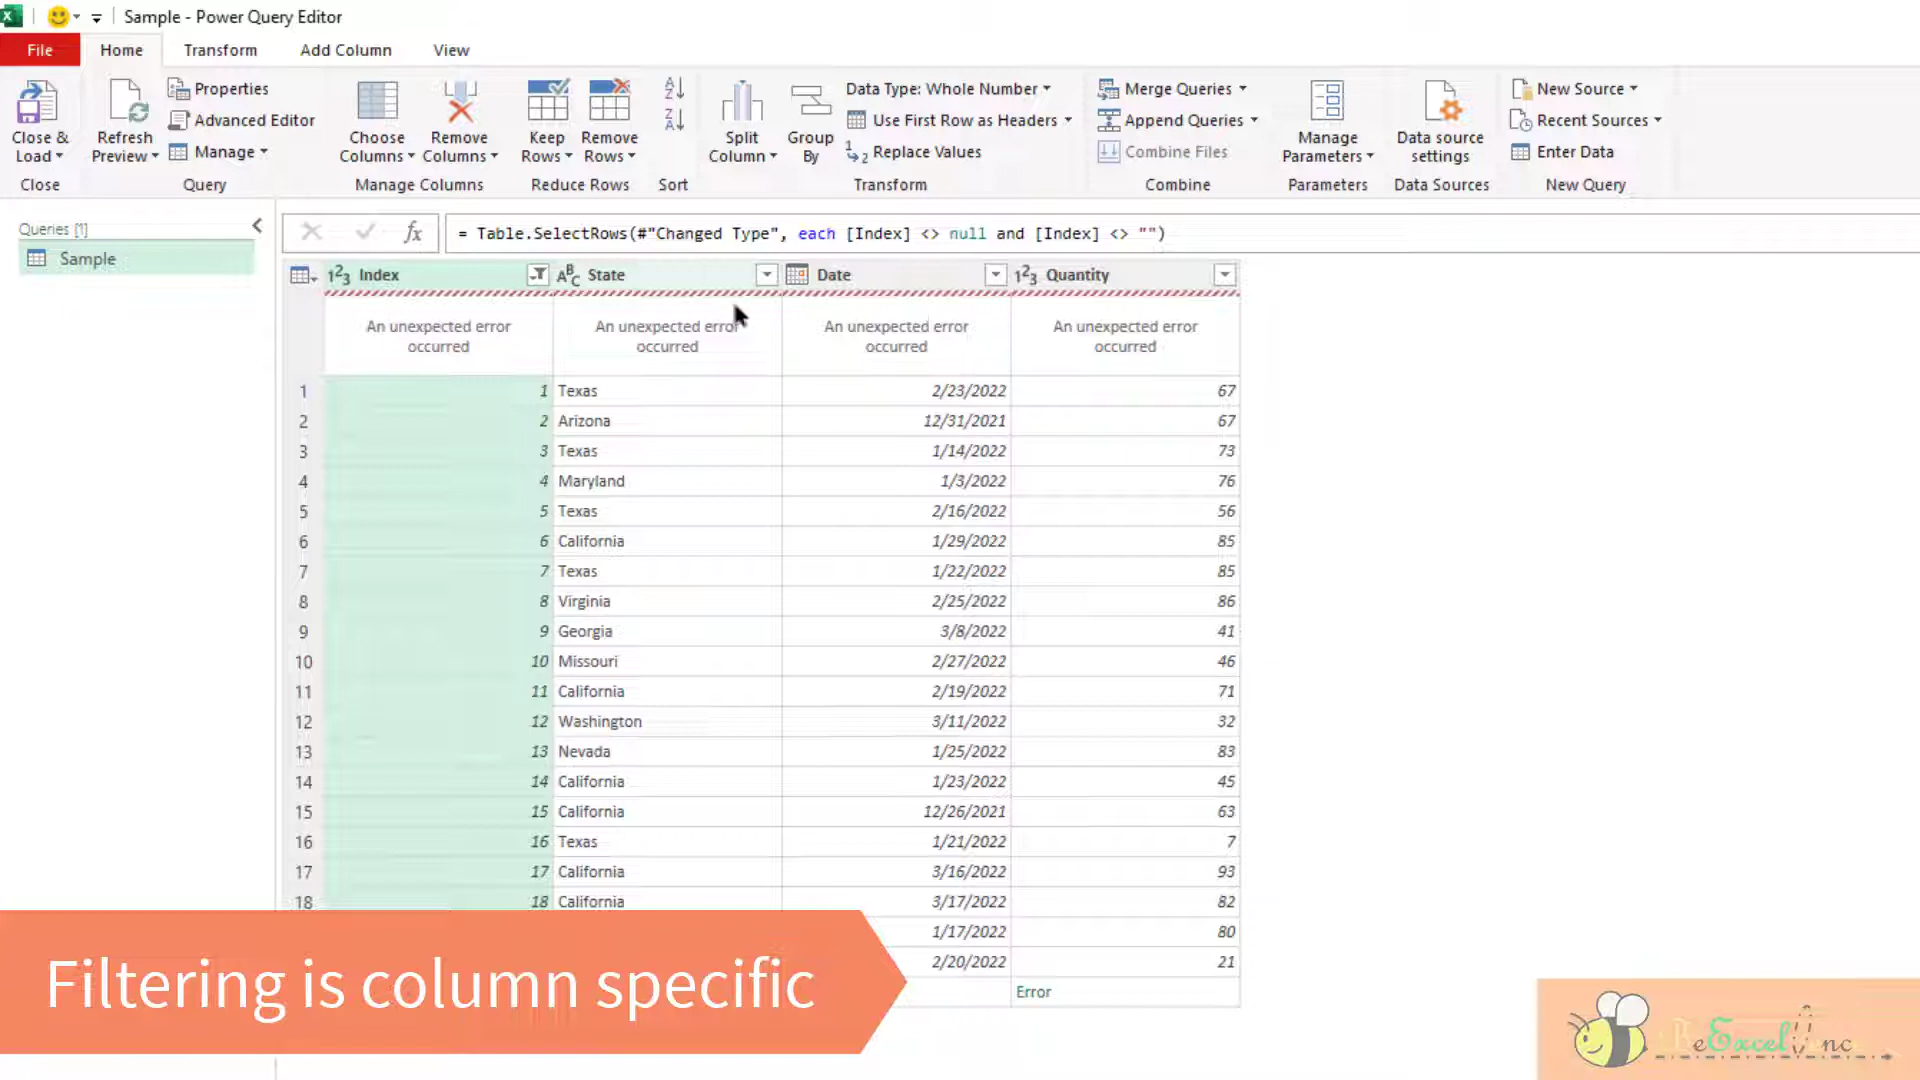 Sample - Power Query Editor
File Home Transform Add Column View
Close & Load
Close
Refresh Preview
Properties
Advanced Editor
Manage
Query
Choose Columns
Remove Columns
Manage Columns
Keep Rows
Remove Rows
Reduce Rows
Sort
Split Column
Group By
Data Type: Whole Number
Use First Row as Headers
Replace Values
Transform
Merge Queries
Append Queries
Combine Files
Combine
Manage Parameters
Parameters
Data source settings
Data Sources
New Source
Recent Sources
Enter Data
New Query
Queries [1]
Sample
fx = Table.SelectRows(#"Changed Type", each [Index] <> null and [Index] <> "")
123 Index ABC State Date 123 Quantity
An unexpected error occurred An unexpected error occurred An unexpected error occurred An unexpected error occurred
1 1 Texas 2/23/2022 67
2 2 Arizona 12/31/2021 67
3 3 Texas 1/14/2022 73
4 4 Maryland 1/3/2022 76
5 5 Texas 2/16/2022 56
6 6 California 1/29/2022 85
7 7 Texas 1/22/2022 85
8 8 Virginia 2/25/2022 86
9 9 Georgia 3/8/2022 41
10 10 Missouri 2/27/2022 46
11 11 California 2/19/2022 71
12 12 Washington 3/11/2022 32
13 13 Nevada 1/25/2022 83
14 14 California 1/23/2022 45
15 15 California 12/26/2021 63
16 16 Texas 1/21/2022 7
17 17 California 3/16/2022 93
18 18 California 3/17/2022 82
1/17/2022 80
2/20/2022 21
Error
Filtering is column specific